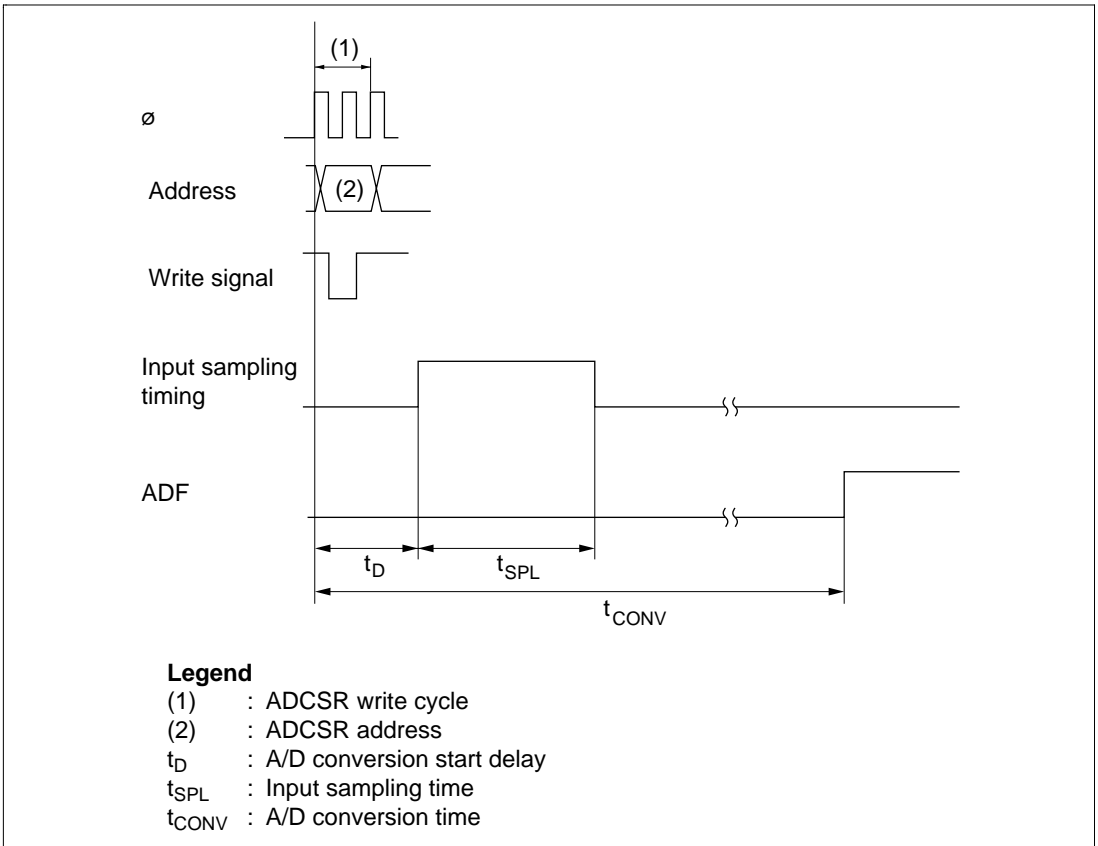 (1)
ø
Address
(2)
Write signal
Input sampling
timing
ADF
tD
tSPL
tCONV
Legend
(1) : ADCSR write cycle
(2) : ADCSR address
tD : A/D conversion start delay
tSPL : Input sampling time
tCONV : A/D conversion time